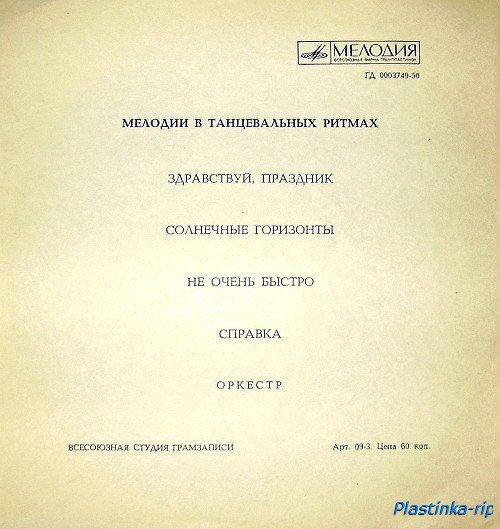 МЕЛОДИЯ
ВСЕСОЮЗНАЯ ФИРМА ГРАМПЛАСТИНОК
ГД 0003749-50
МЕЛОДИИ В ТАНЦЕВАЛЬНЫХ РИТМАХ
ЗДРАВСТВУЙ, ПРАЗДНИК
СОЛНЕЧНЫЕ ГОРИЗОНТЫ
НЕ ОЧЕНЬ БЫСТРО
СПРАВКА
ОРКЕСТР
ВСЕСОЮЗНАЯ СТУДИЯ ГРАМЗАПИСИ Арт. 09-3. Цена 60 коп.
Plastinka-rip